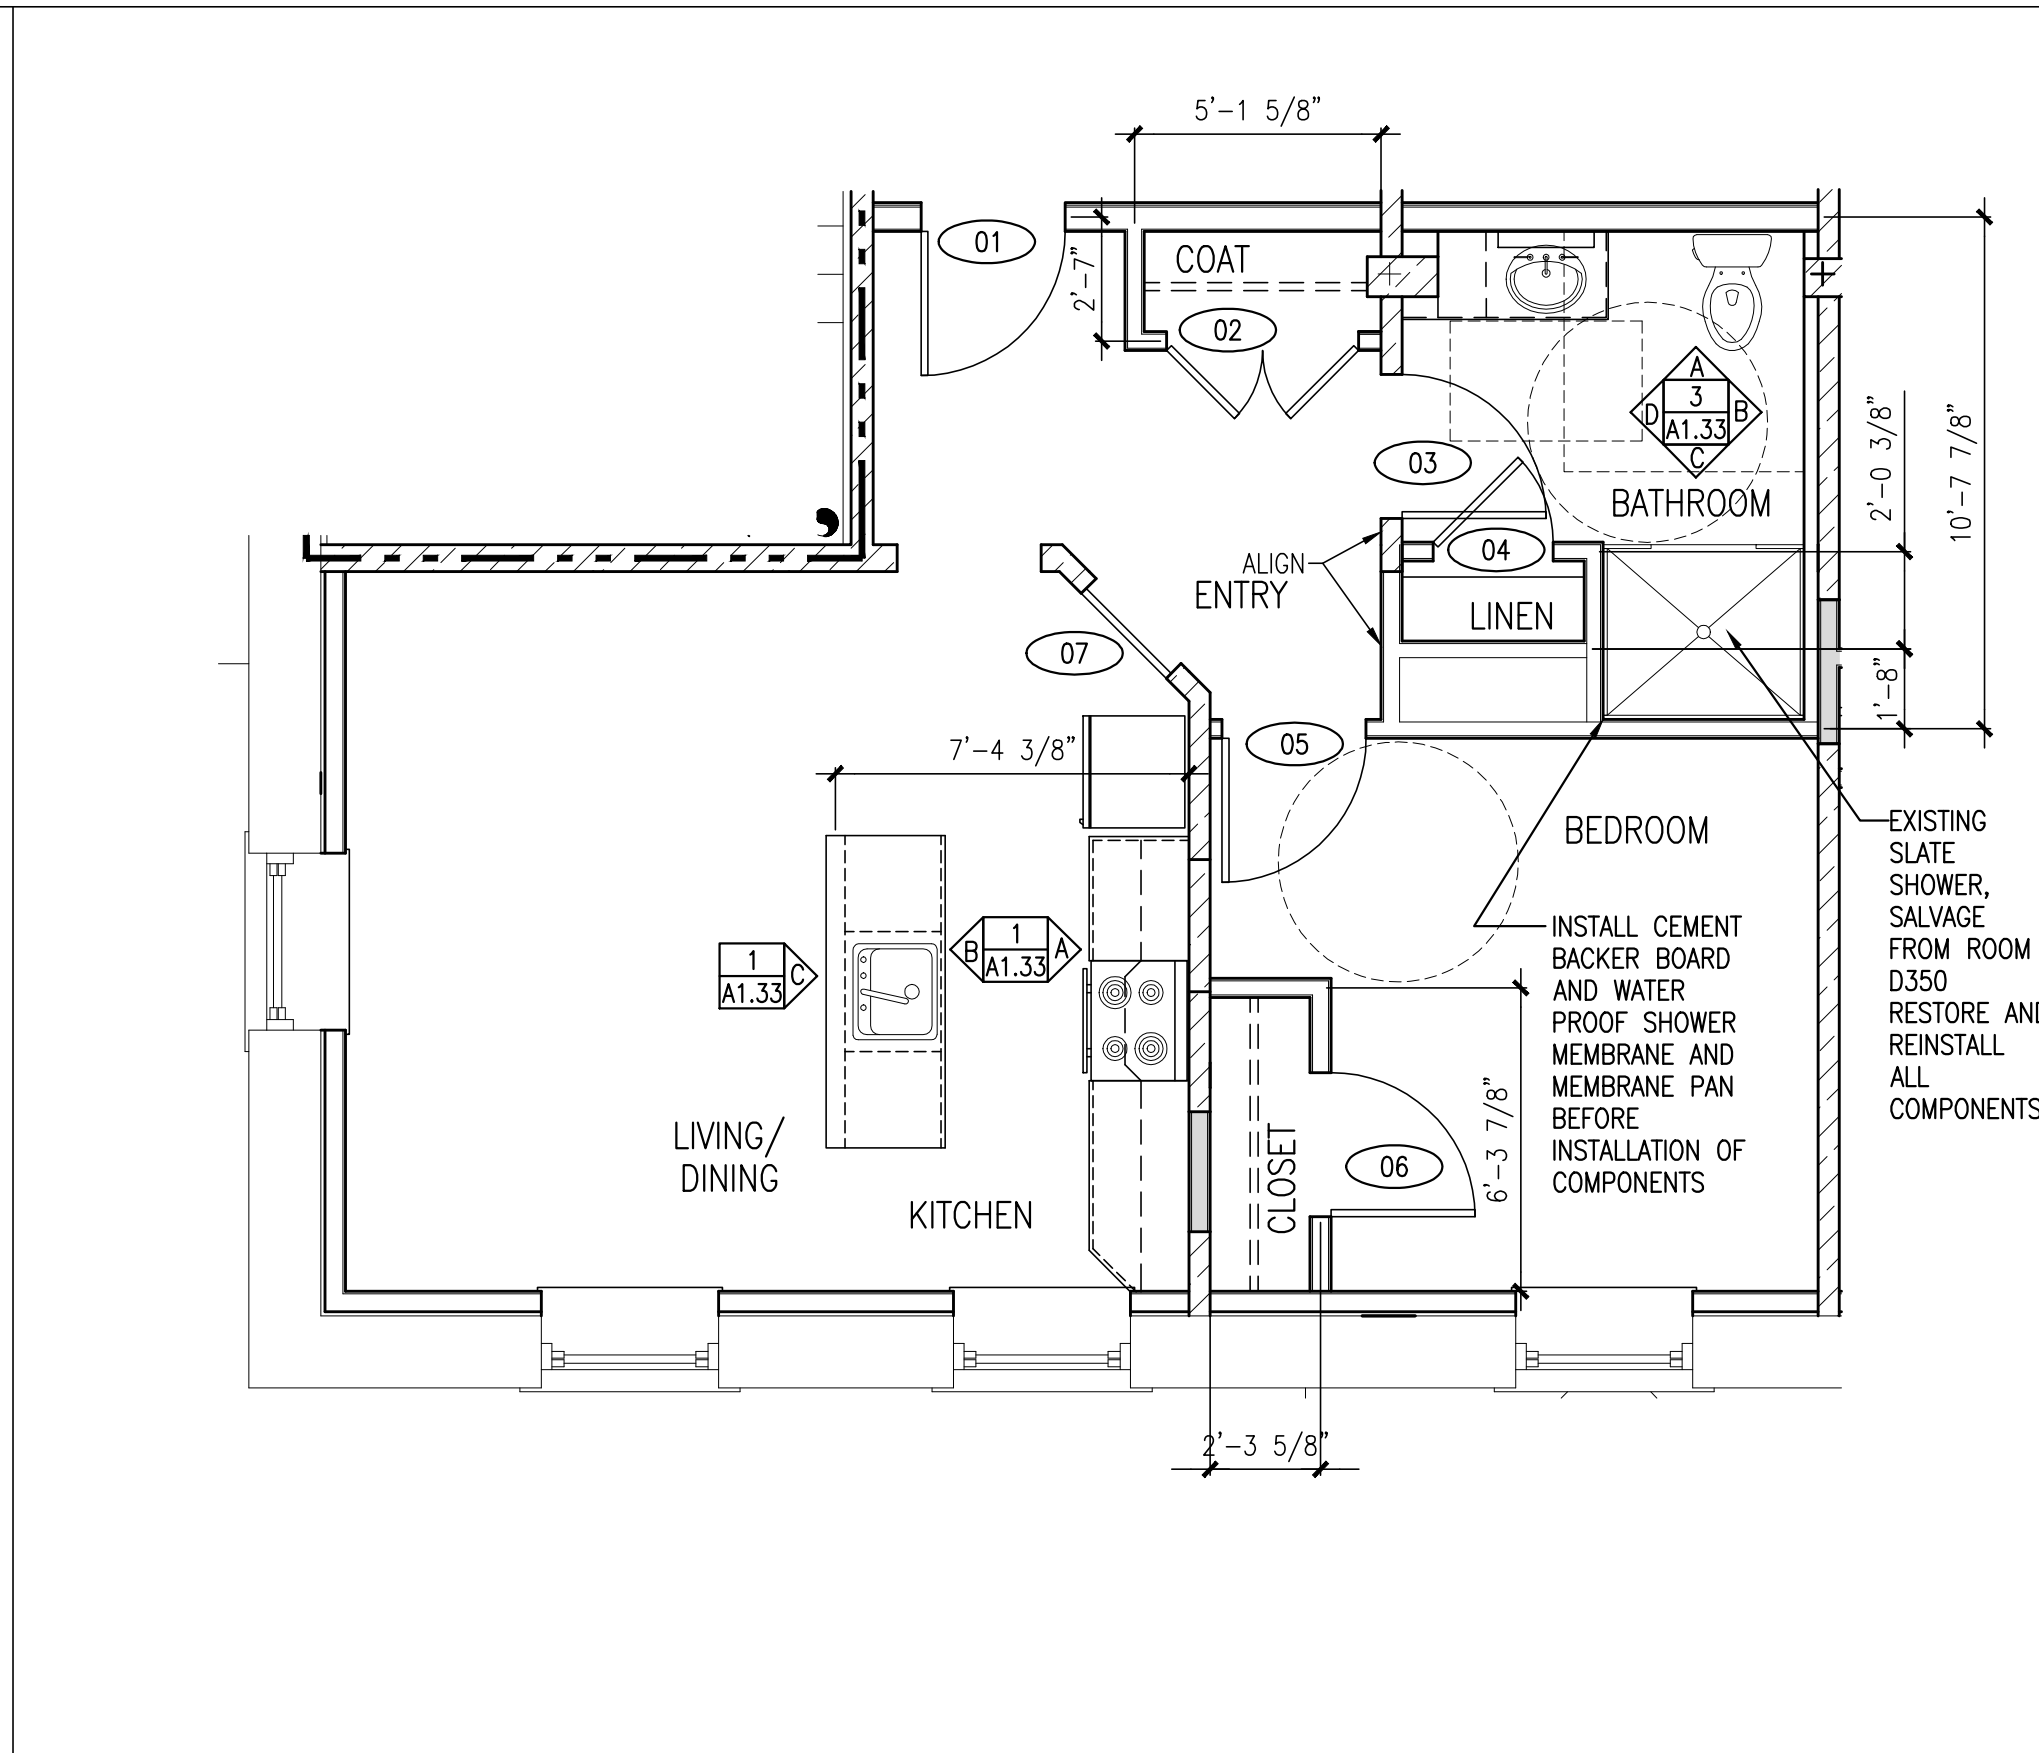 5'-1 5/8"
01
COAT
2'-7"
02
A
3
D
B
A1.33
C
03
BATHROOM
2'-0 3/8"
10'-7 7/8"
04
ALIGN
ENTRY
LINEN
07
1'-8"
05
7'-4 3/8"
BEDROOM
EXISTING
SLATE
SHOWER,
SALVAGE
FROM ROOM
D350
RESTORE AND
REINSTALL
ALL
COMPONENTS
INSTALL CEMENT
BACKER BOARD
AND WATER
PROOF SHOWER
MEMBRANE AND
MEMBRANE PAN
BEFORE
INSTALLATION OF
COMPONENTS
1
B
A
A1.33
1
C
A1.33
6'-3 7/8"
LIVING/
DINING
CLOSET
06
KITCHEN
2'-3 5/8"